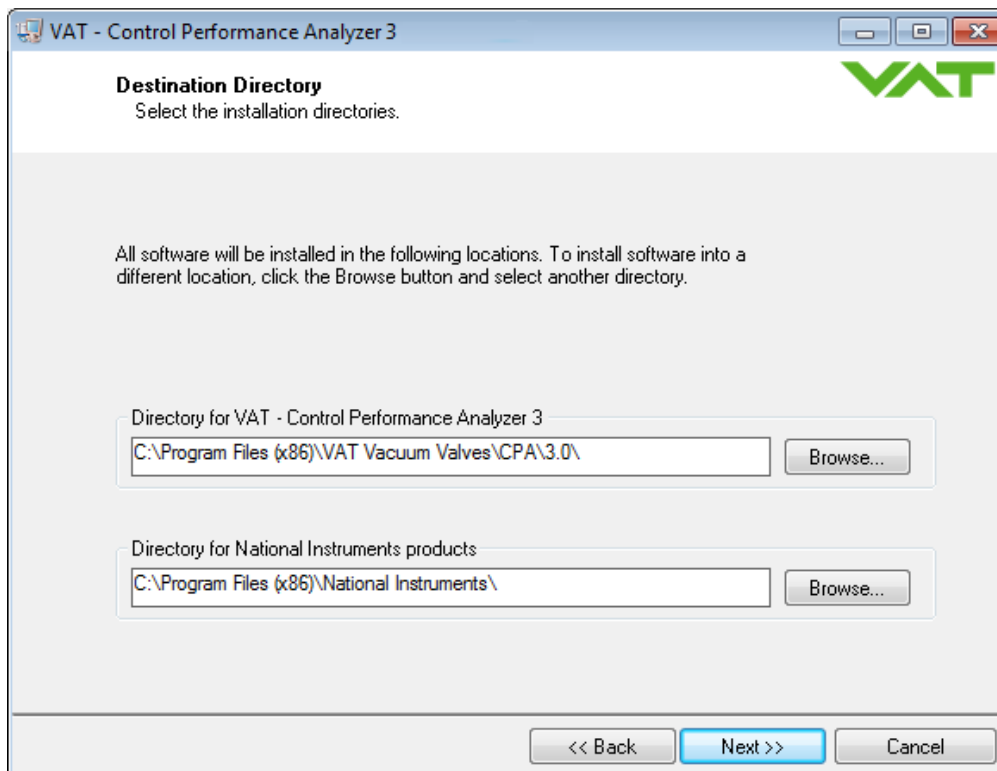 VAT - Control Performance Analyzer 3
Destination Directory
Select the installation directories.
VAT
All software will be installed in the following locations. To install software into a
different location, click the Browse button and select another directory.
Directory for VAT - Control Performance Analyzer 3
C:\Program Files (x86)\VAT Vacuum Valves\CPA\3.0\
Browse...
Directory for National Instruments products
C:\Program Files (x86)\National Instruments\
Browse...
<< Back
Next >>
Cancel